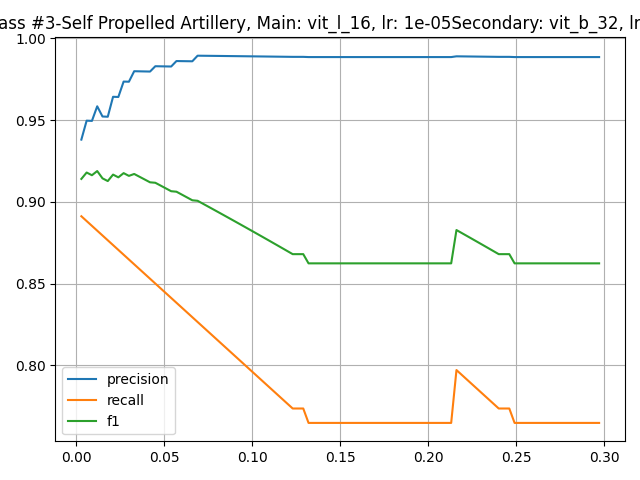 ass #3-Self Propelled Artillery, Main: vit_l_16, lr: 1e-05Secondary: vit_b_32, lr
1.00
0.95
0.90
0.85
0.80
precision
recall
f1
0.00 0.05 0.10 0.15 0.20 0.25 0.30